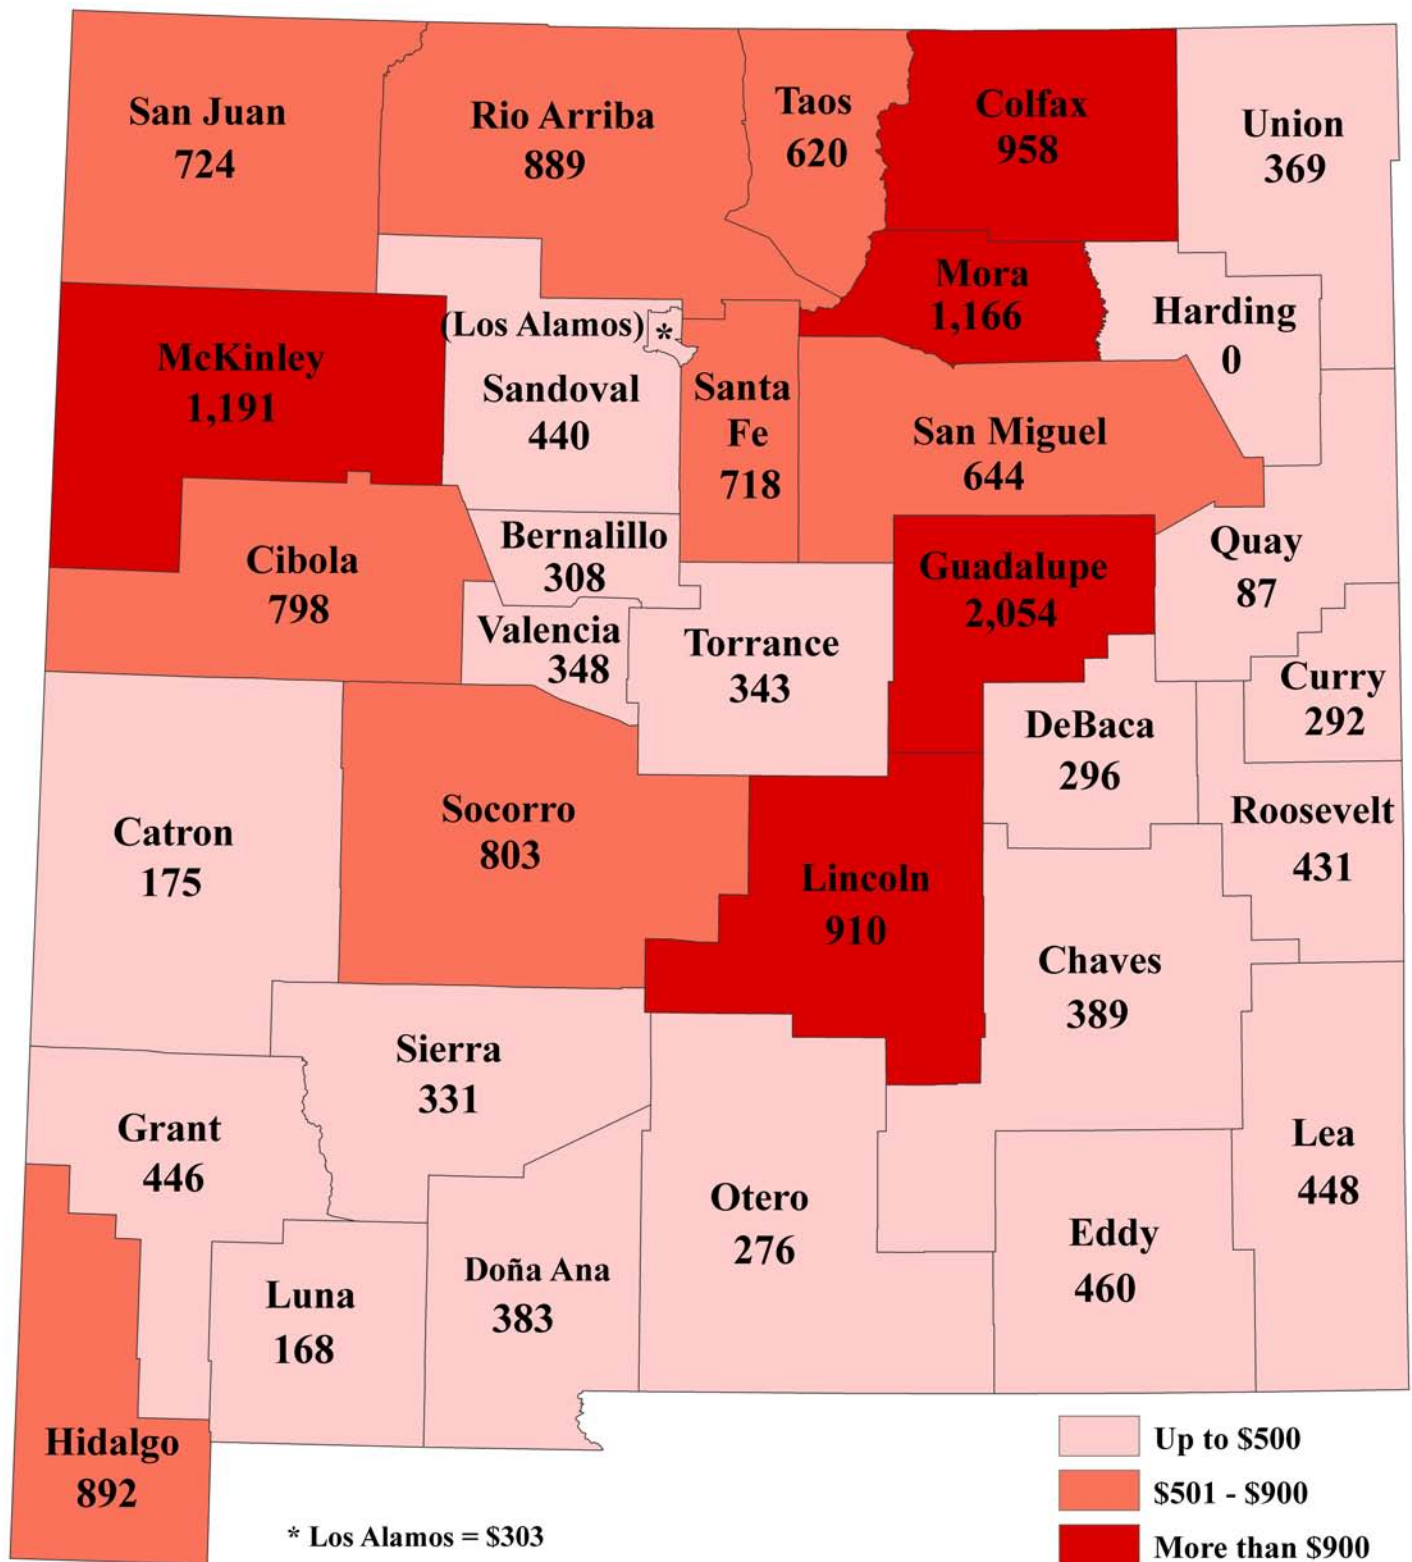 San Juan
724
Rio Arriba
889
Taos
620
Colfax
958
Union
369
Mora
1,166
Harding
0
McKinley
1,191
(Los Alamos)
*
Sandoval
440
Santa
Fe
718
San Miguel
644
Cibola
798
Bernalillo
308
Valencia
348
Torrance
343
Guadalupe
2,054
Quay
87
Curry
292
DeBaca
296
Roosevelt
431
Catron
175
Socorro
803
Lincoln
910
Chaves
389
Sierra
331
Grant
446
Lea
448
Otero
276
Eddy
460
Luna
168
Doña Ana
383
Hidalgo
892
* Los Alamos = $303
Up to $500
$501 - $900
More than $900